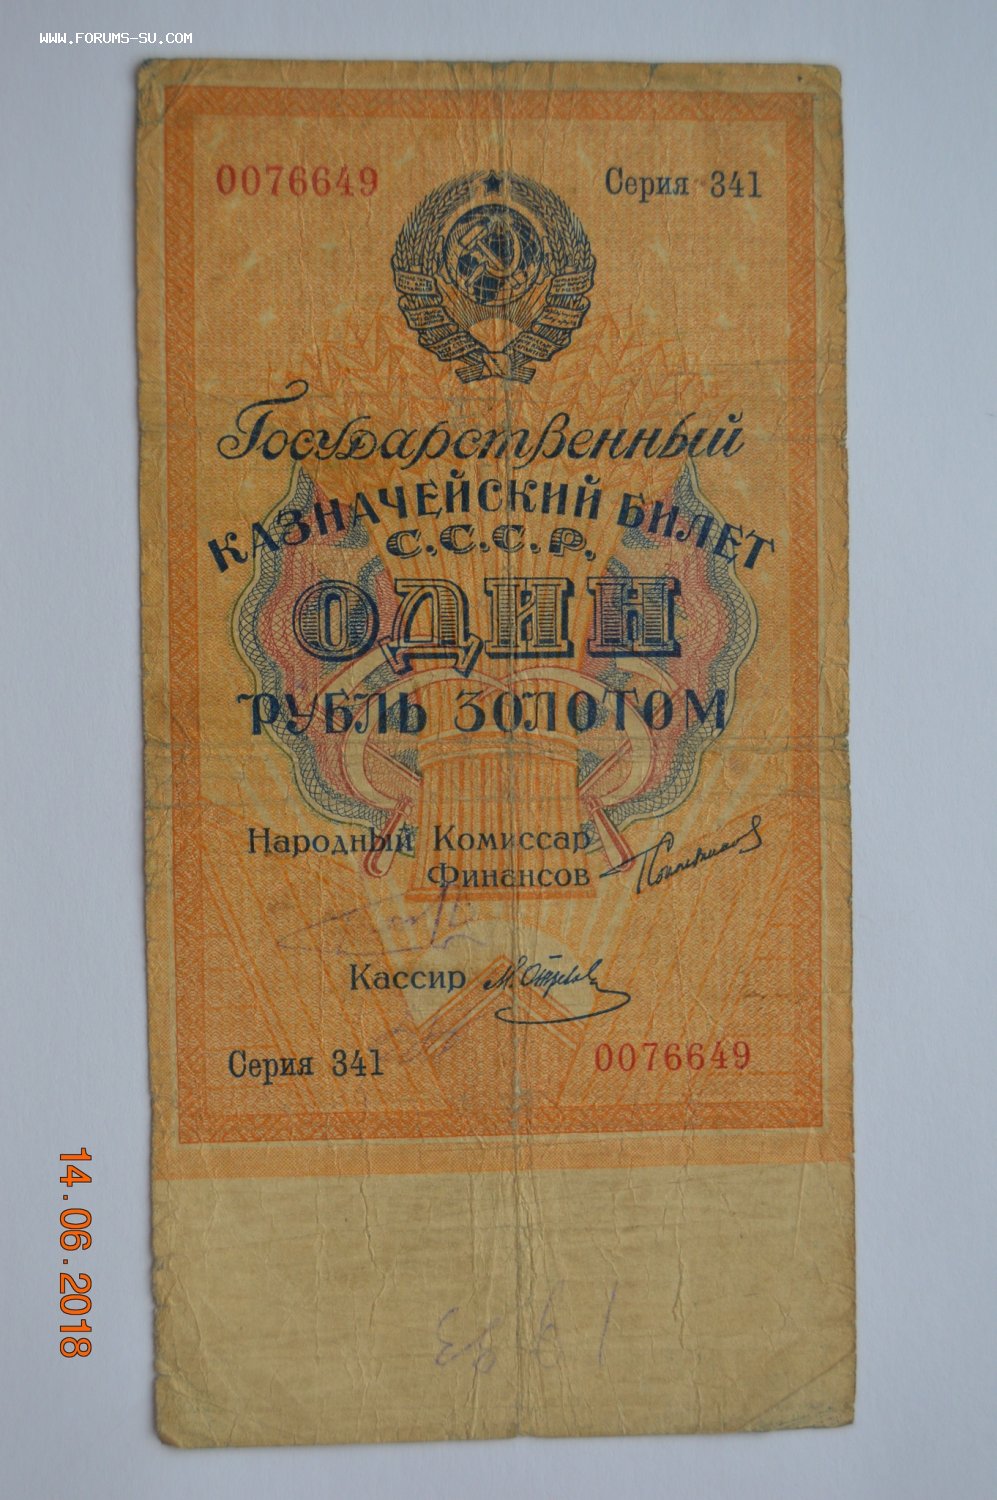 WWW.FORUMS-SU.COM
0076649 Серия 341
Государственный
КАЗНАЧЕЙСКИЙ БИЛЕТ
С.С.С.Р.
ОДИН
РУБЛЬ ЗОЛОТОМ
Народный Комиссар
Финансов
Кассир М. Отрезов
Серия 341 0076649
14.06.2018